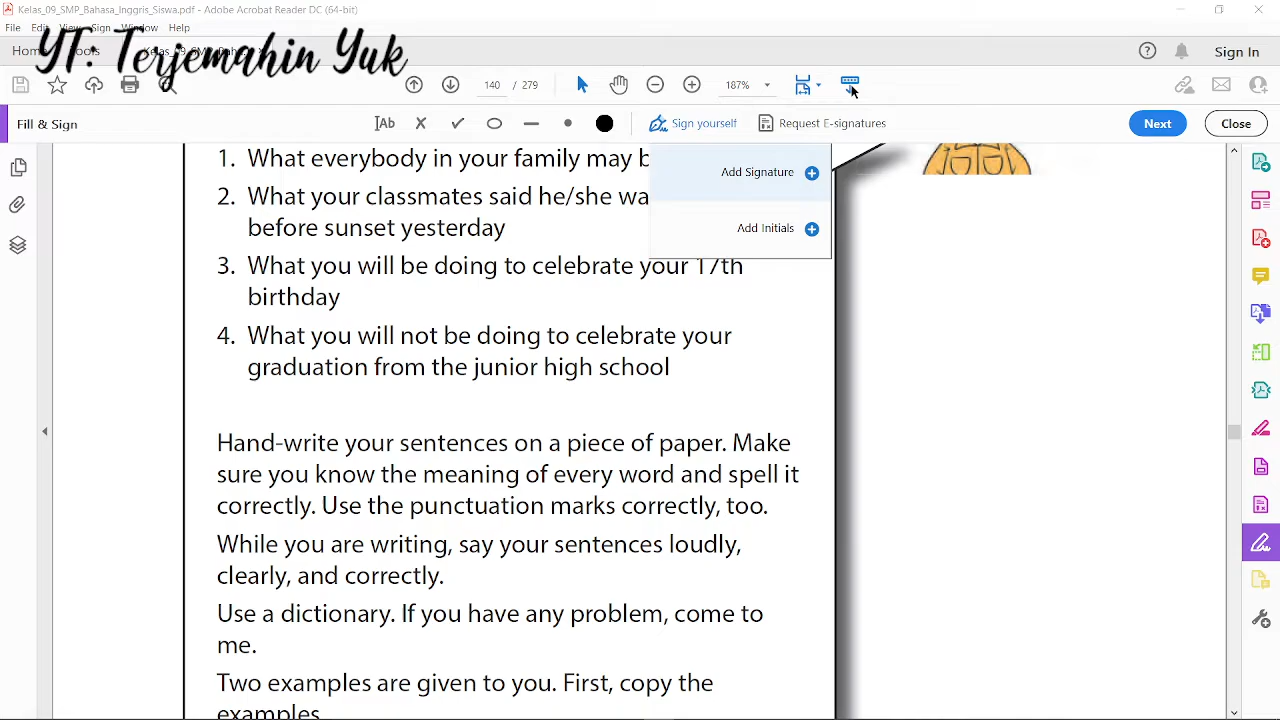 Kelas_09_SMP_Bahasa_Inggris_Siswa.pdf - Adobe Acrobat Reader DC (64-bit)
File Edit View Sign Window Help
YT: Terjemahin Yuk
Home Tools
Sign In
140 / 279
187%
Fill & Sign
Sign yourself
Request E-signatures
Next
Close
Add Signature
Add Initials
1. What everybody in your family may b
2. What your classmates said he/she wa
before sunset yesterday
3. What you will be doing to celebrate your 17th
birthday
4. What you will not be doing to celebrate your
graduation from the junior high school
Hand-write your sentences on a piece of paper. Make
sure you know the meaning of every word and spell it
correctly. Use the punctuation marks correctly, too.
While you are writing, say your sentences loudly,
clearly, and correctly.
Use a dictionary. If you have any problem, come to
me.
Two examples are given to you. First, copy the
examples.